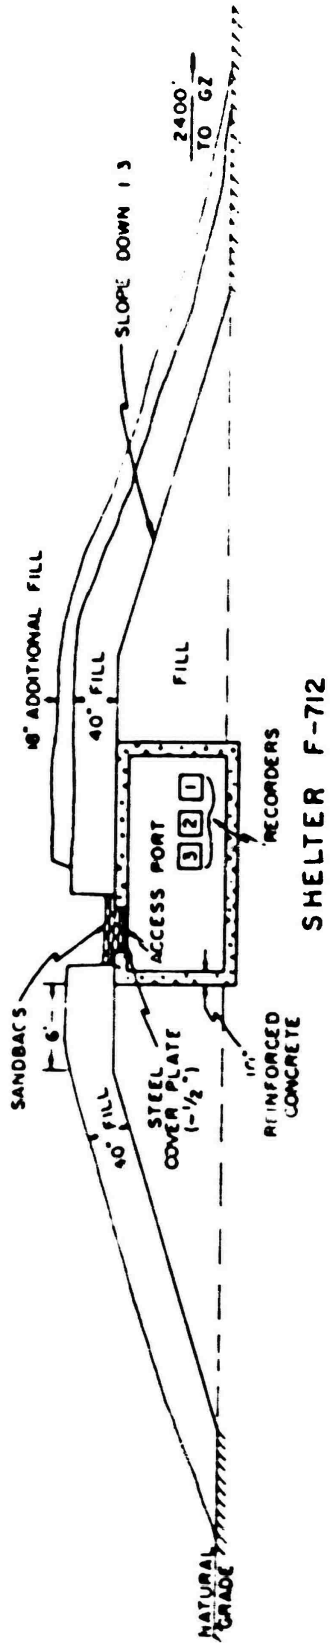 2400'
TO GZ
SLOPE DOWN 1 3
18" ADDITIONAL FILL
40" FILL
FILL
SANDBAGS
6'
ACCESS PORT
3 2 1
RECORDERS
STEEL
COVER PLATE
(~1/2")
40" FILL
REINFORCED
CONCRETE
NATURAL
GRADE
SHELTER F-712